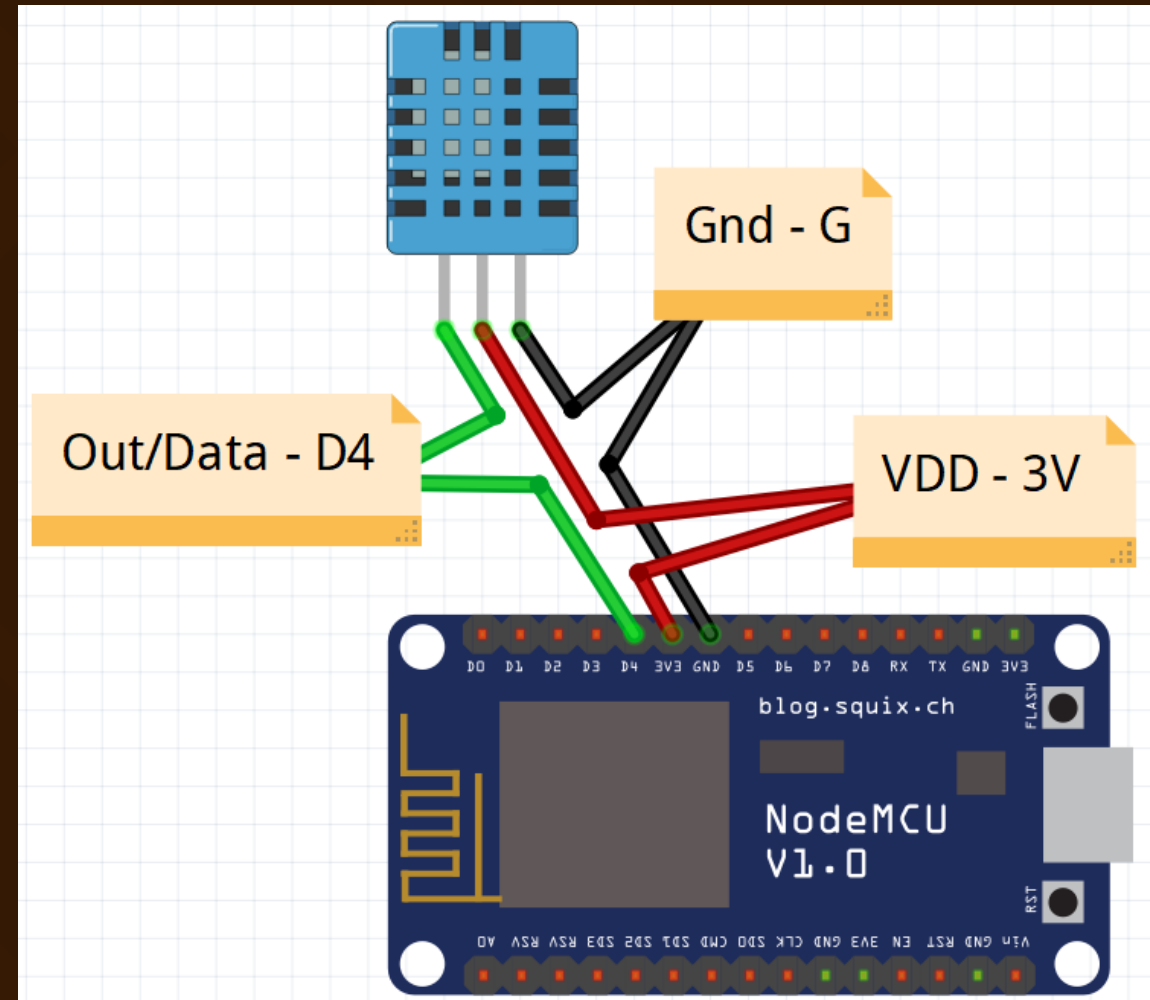 Gnd - G
Out/Data - D4
VDD - 3V
D0 D1 D2 D3 D4 3V3 GND D5 D6 D7 D8 RX TX GND 3V3
blog.squix.ch
FLASH
NodeMCU
V1.0
RST
A0 RSV RSV SD3 SD2 SD1 CMD SD0 CLK GND 3V3 EN RST GND Vin